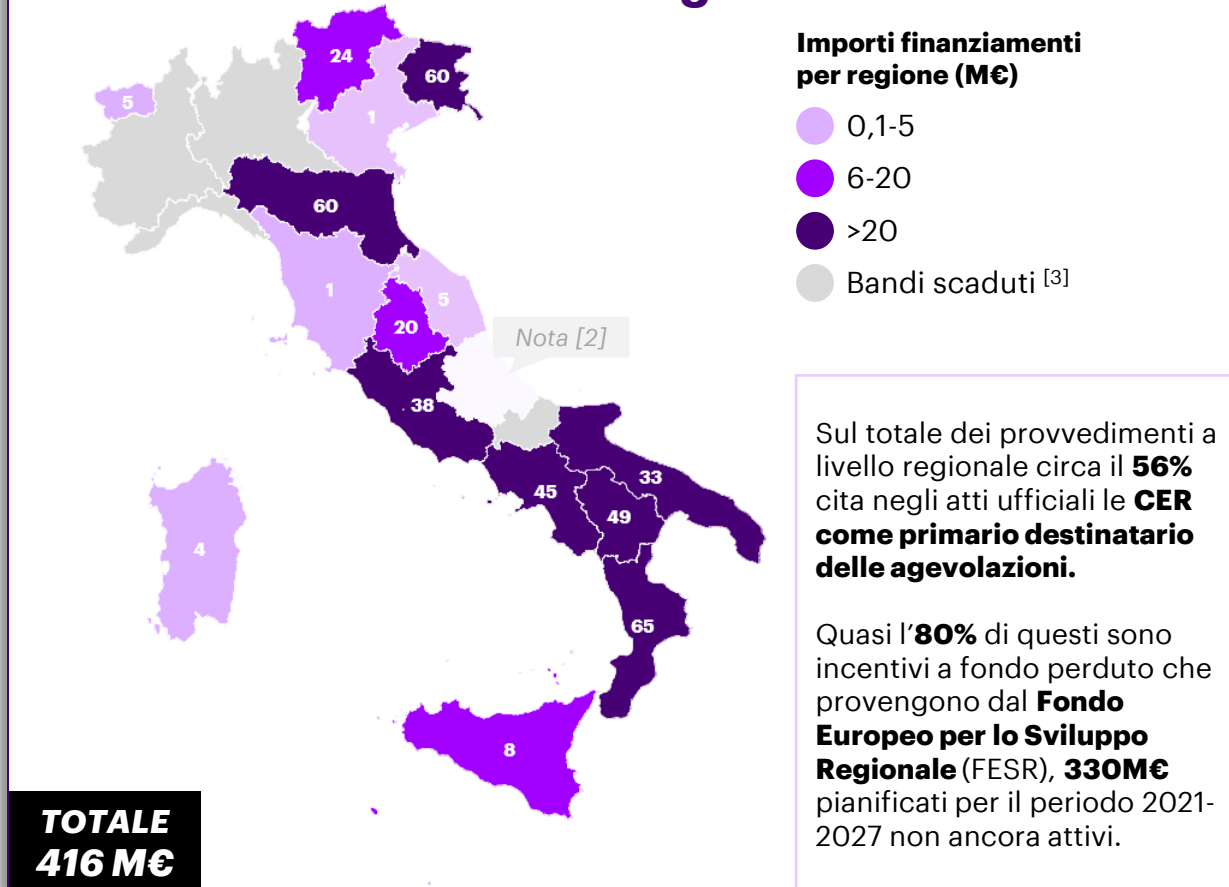 Importi finanziamenti
per regione (M€)
0,1-5
6-20
>20
Bandi scaduti [3]
24
60
5
1
60
1
5
20
Nota [2]
38
33
45
49
4
65
8
Sul totale dei provvedimenti a
livello regionale circa il 56%
cita negli atti ufficiali le CER
come primario destinatario
delle agevolazioni.
Quasi l'80% di questi sono
incentivi a fondo perduto che
provengono dal Fondo
Europeo per lo Sviluppo
Regionale (FESR), 330M€
pianificati per il periodo 2021-
2027 non ancora attivi.
TOTALE
416 M€